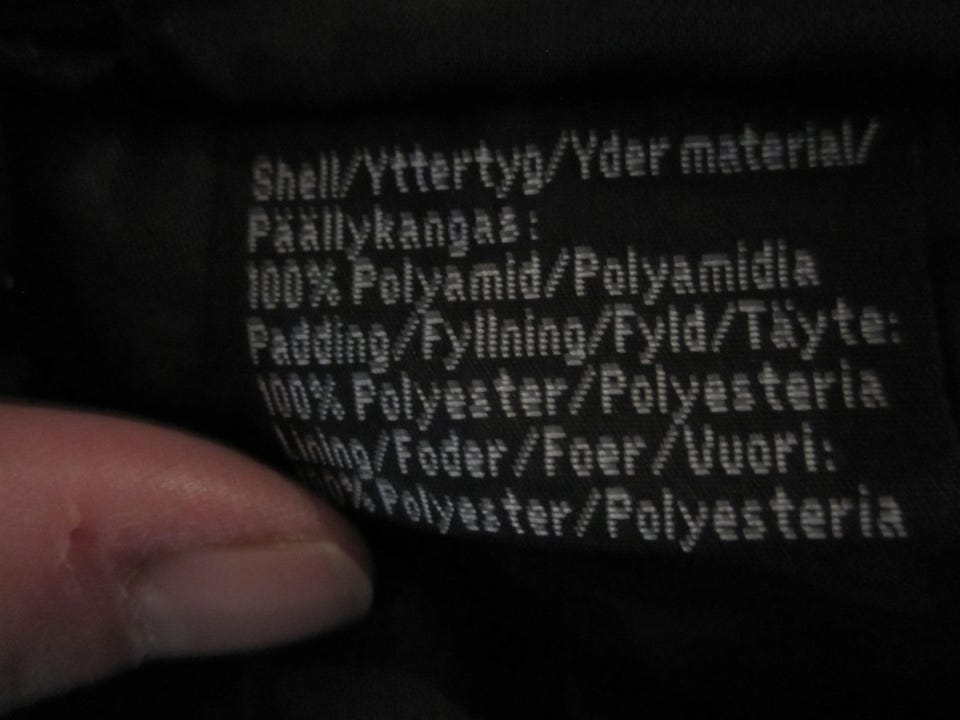 Shell/Yttertyg/Yder material/
Päällykangas:
100% Polyamid/Polyamidia
Padding/Fyllning/Fyld/Täyte:
100% Polyester/Polyesteria
Lining/Foder/Foer/Vuori:
Polyester/Polyesteria